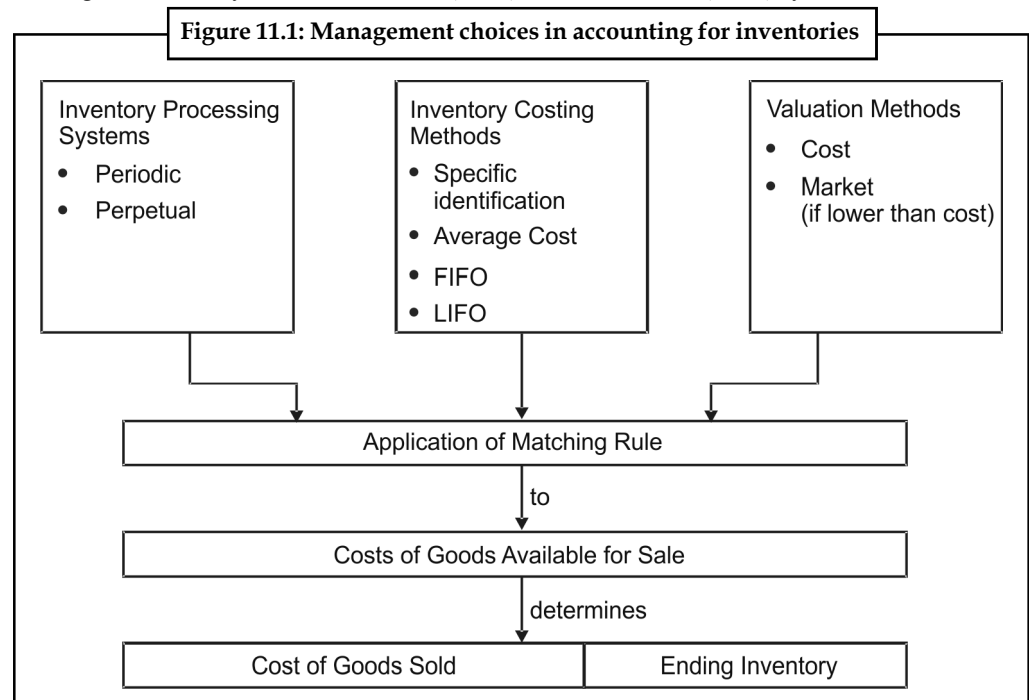 Figure 11.1: Management choices in accounting for inventories
Inventory Processing
Systems
• Periodic
• Perpetual
Inventory Costing
Methods
• Specific
identification
• Average Cost
• FIFO
• LIFO
Valuation Methods
• Cost
• Market
(if lower than cost)
Application of Matching Rule
to
Costs of Goods Available for Sale
determines
Cost of Goods Sold
Ending Inventory